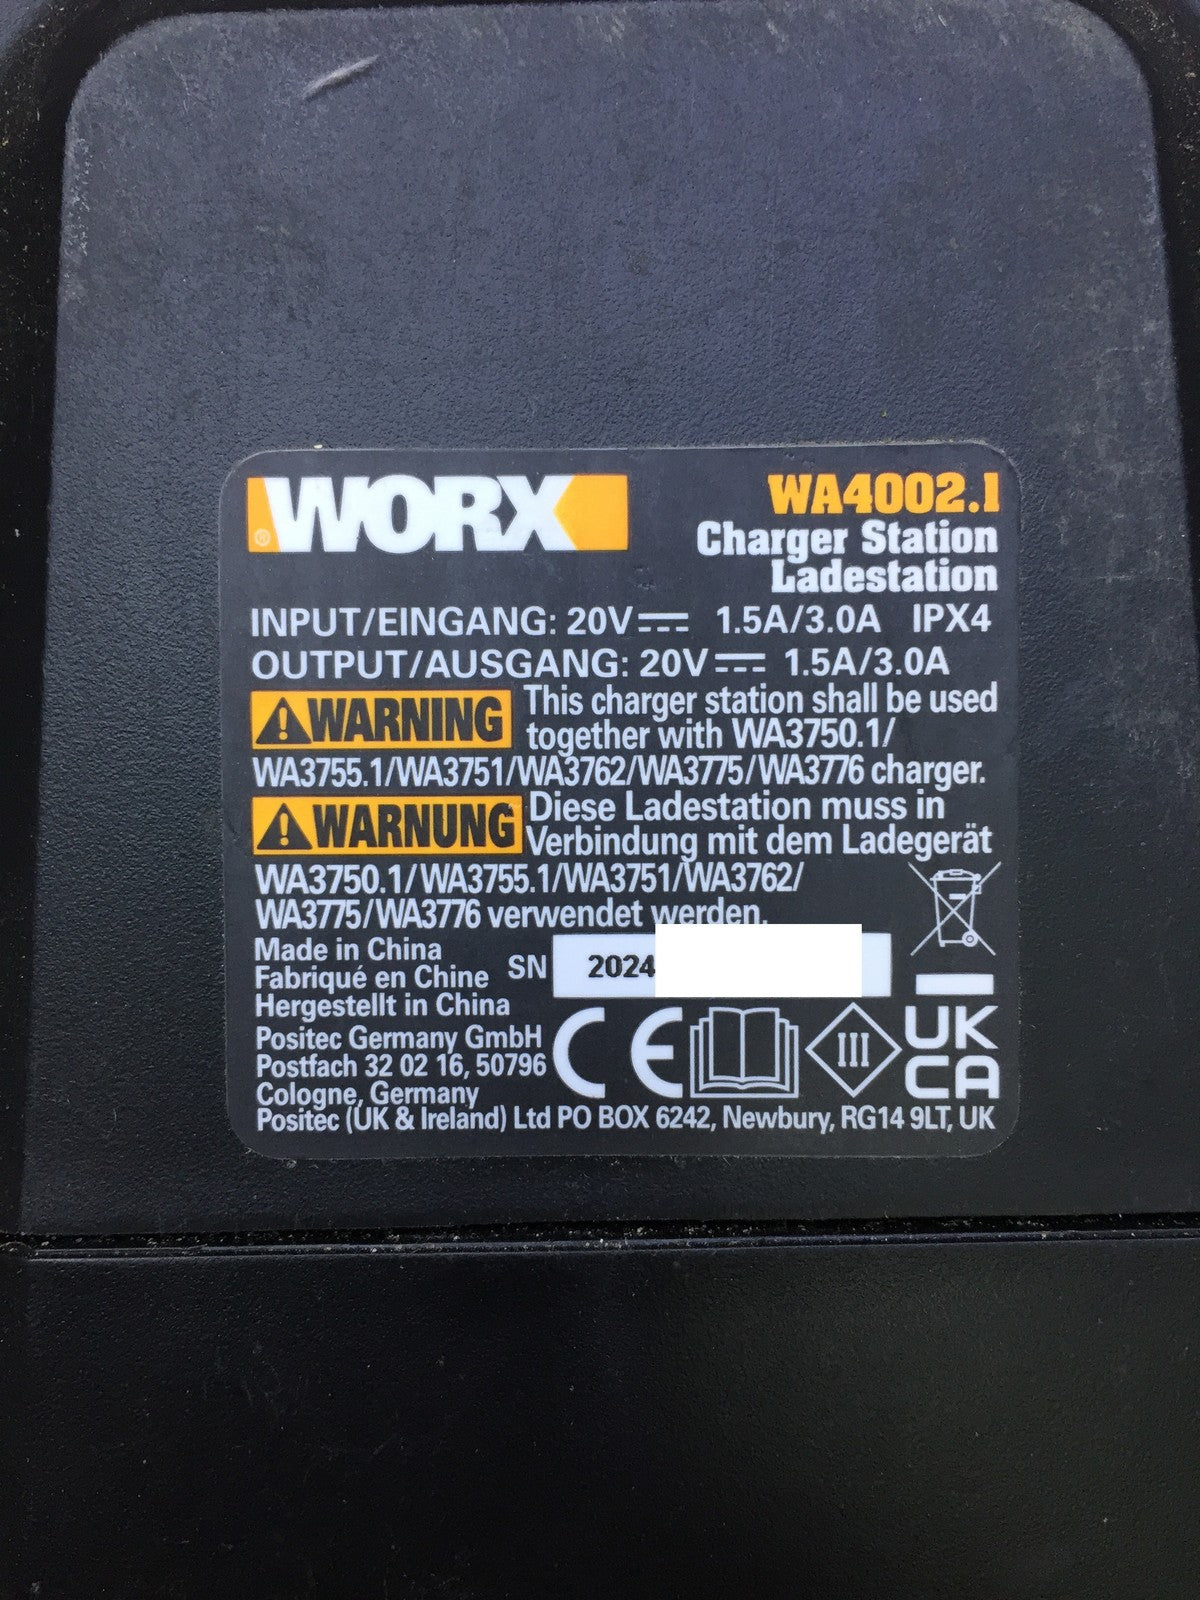 WORX
®
WA4002.1
Charger Station
Ladestation
INPUT/EINGANG: 20V 1.5A/3.0A IPX4
OUTPUT/AUSGANG: 20V 1.5A/3.0A
WARNING This charger station shall be used
together with WA3750.1/
WA3755.1/WA3751/WA3762/WA3775/WA3776 charger.
WARNUNG Diese Ladestation muss in
Verbindung mit dem Ladegerät
WA3750.1/WA3755.1/WA3751/WA3762/
WA3775/WA3776 verwendet werden.
Made in China
Fabriqué en Chine
Hergestellt in China
SN 2024
Positec Germany GmbH
Postfach 32 02 16, 50796
Cologne, Germany
Positec (UK & Ireland) Ltd PO BOX 6242, Newbury, RG14 9LT, UK
CE
III
UK
CA